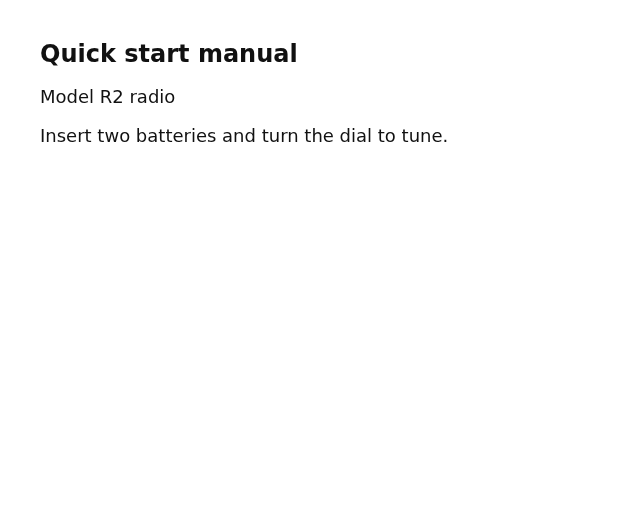 Quick start manual
Model R2 radio
Insert two batteries and turn the dial to tune.